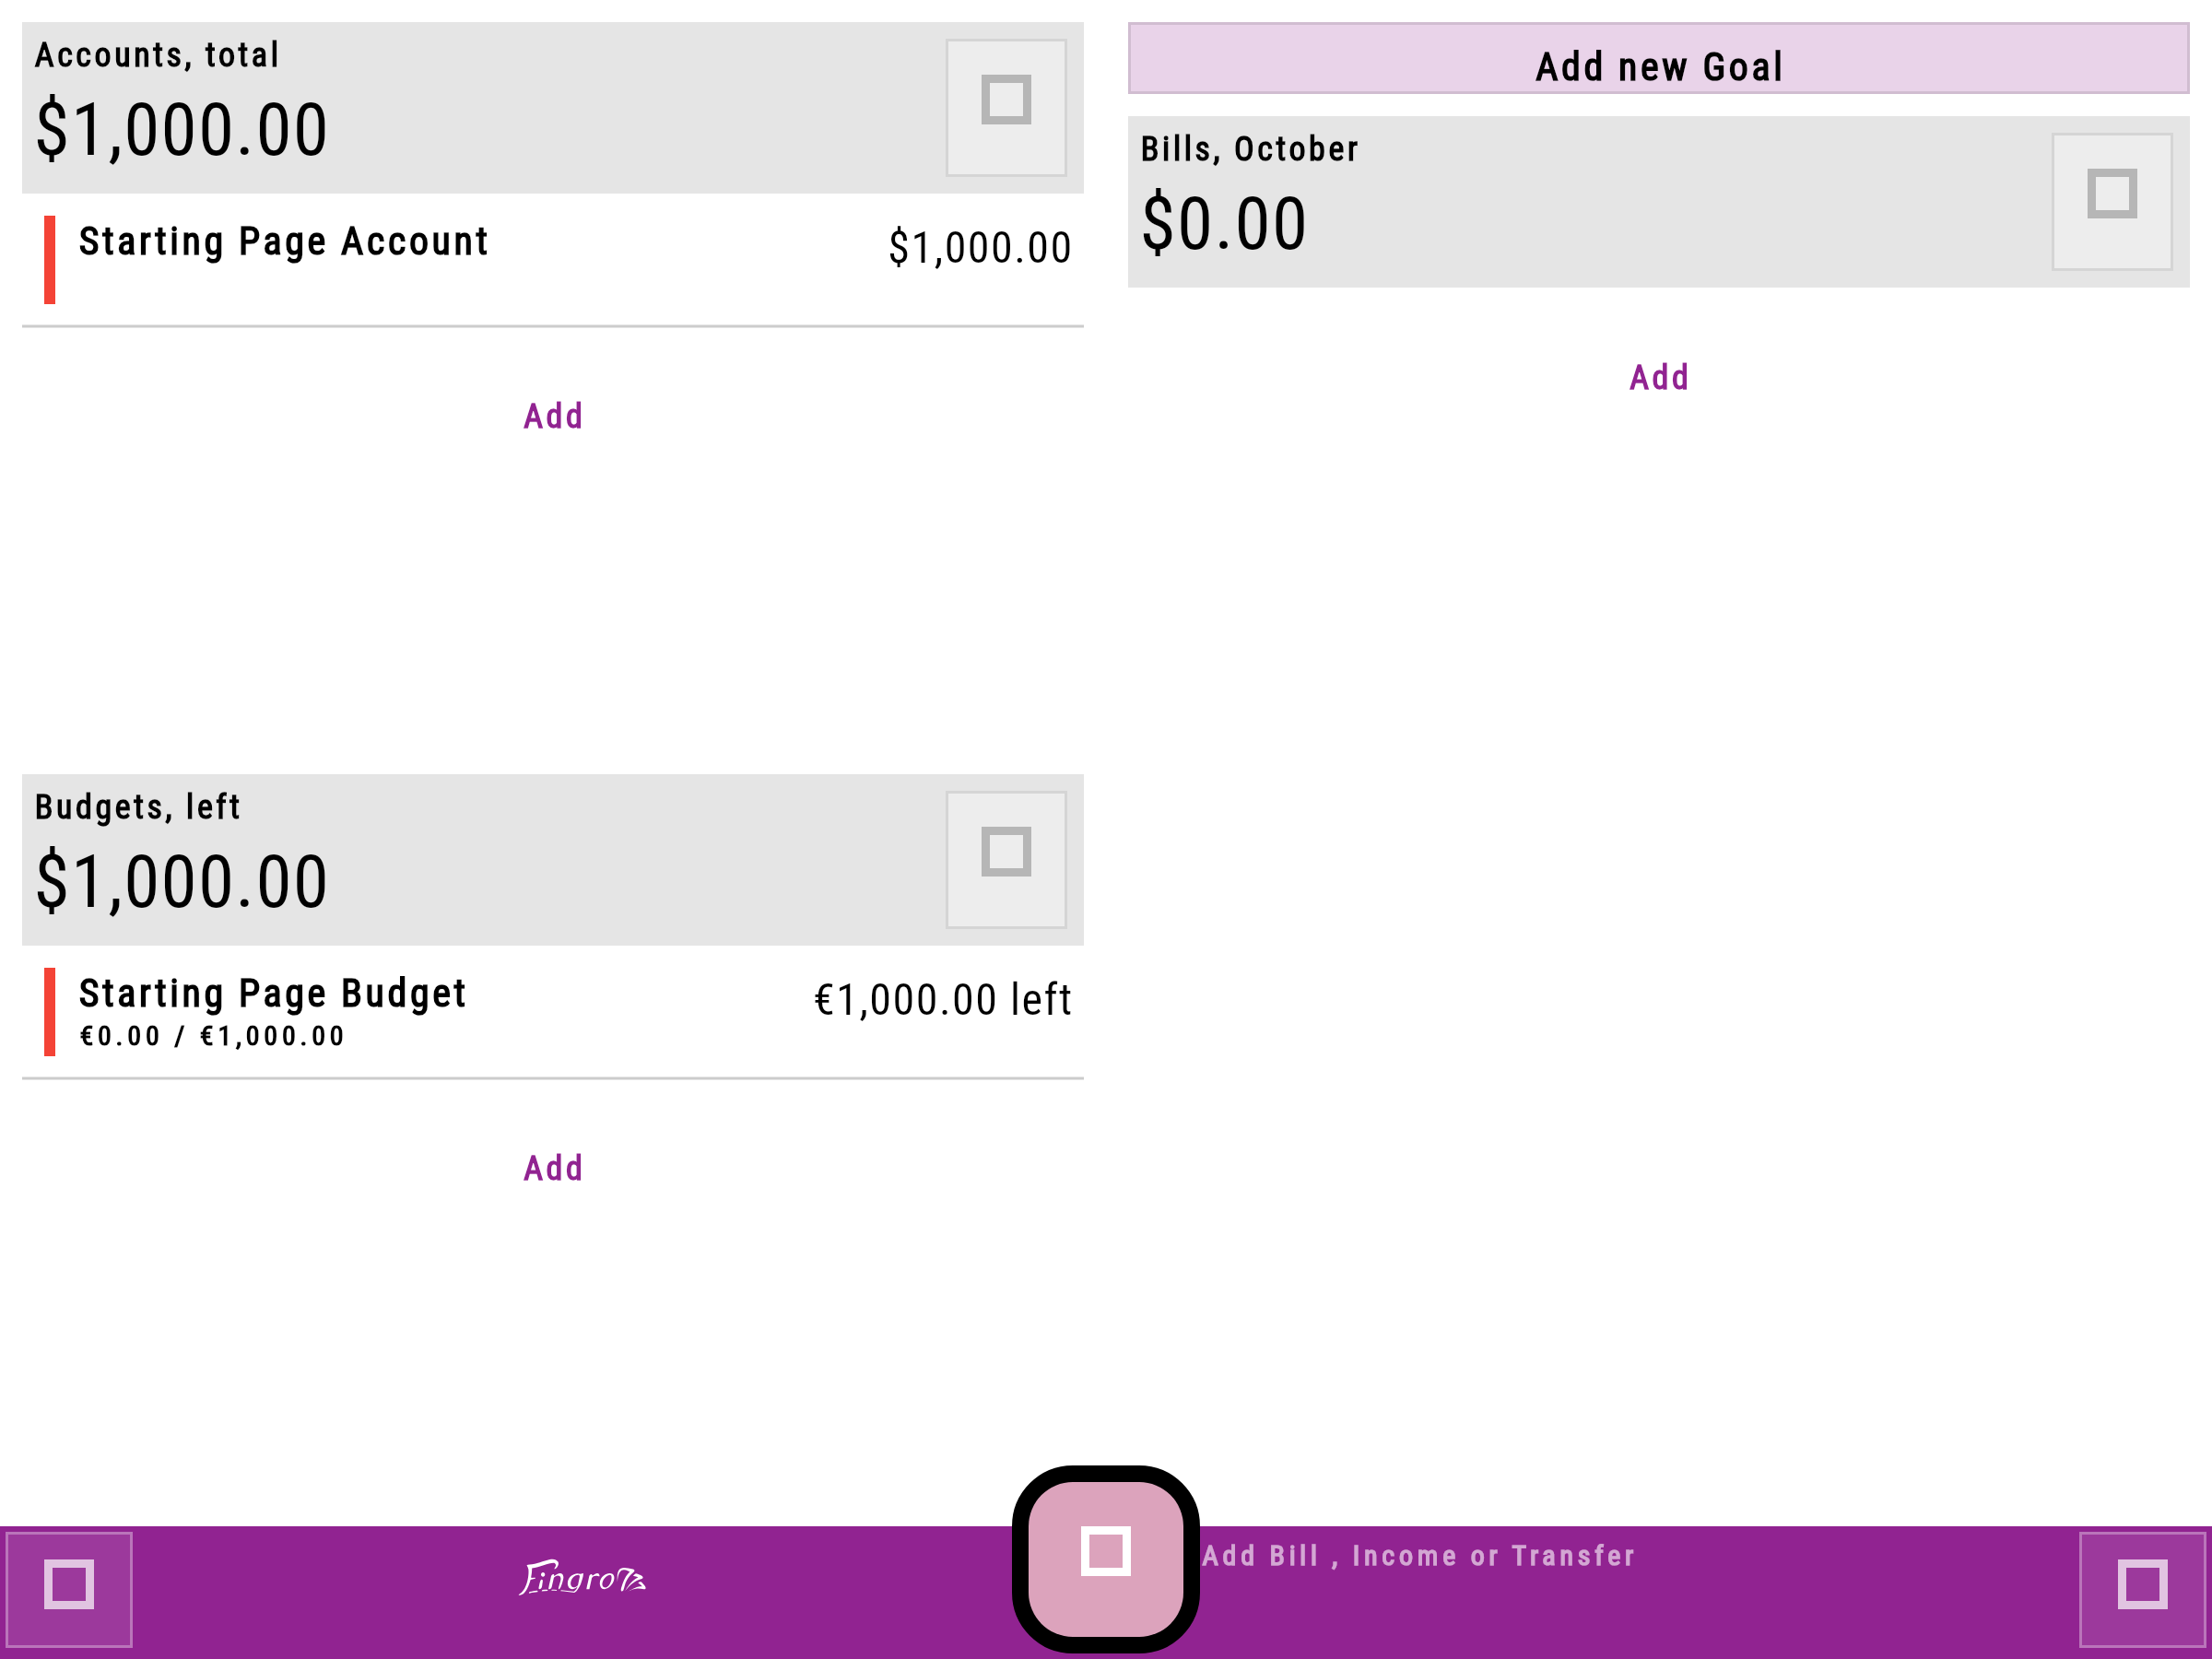 Accounts, total
$1,000.00
Starting Page Account
$1,000.00
Add
Budgets, left
$1,000.00
Starting Page Budget
€1,000.00 left
€0.00 / €1,000.00
Add
Add new Goal
Bills, October
$0.00
Add
Add Bill , Income or Transfer